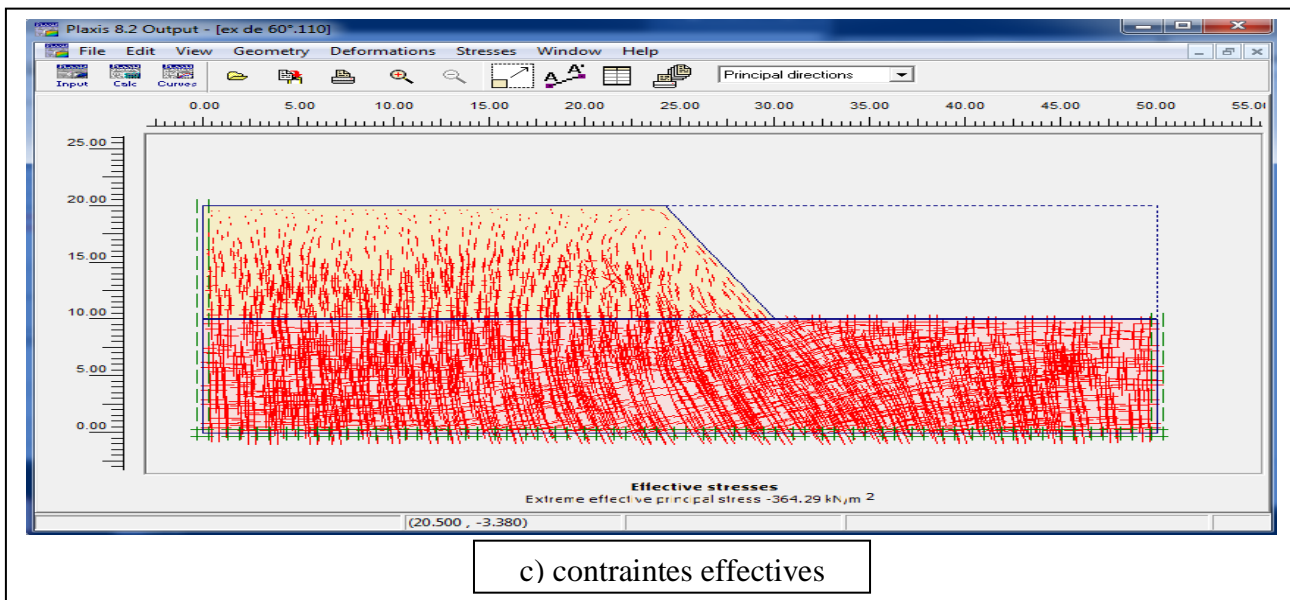 Plaxis 8.2 Output - [ex de 60°.110]
File Edit View Geometry Deformations Stresses Window Help
Input Calc Curves A A* Principal directions
0.00 5.00 10.00 15.00 20.00 25.00 30.00 35.00 40.00 45.00 50.00 55.0
25.00
20.00
15.00
10.00
5.00
0.00
Effective stresses
Extreme effective principal stress -364.29 kN/m 2
(20.500 , -3.380)
c) contraintes effectives